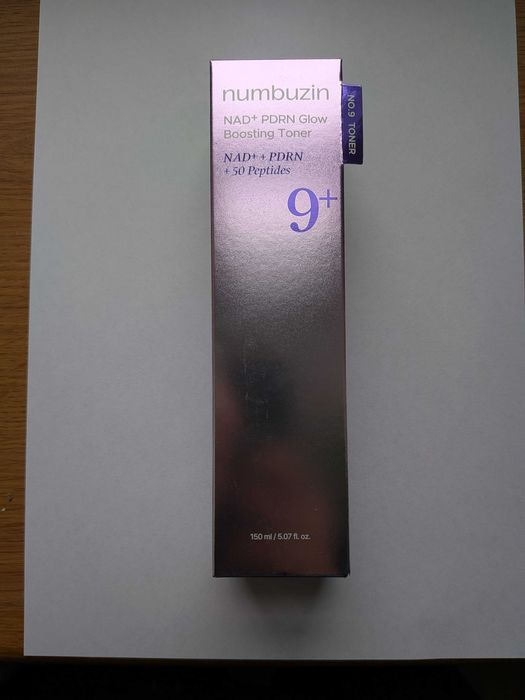 numbuzin
NAD⁺ PDRN Glow
Boosting Toner
NAD⁺ + PDRN
+ 50 Peptides
9+
NO.9 TONER
150 ml / 5.07 fl. oz.